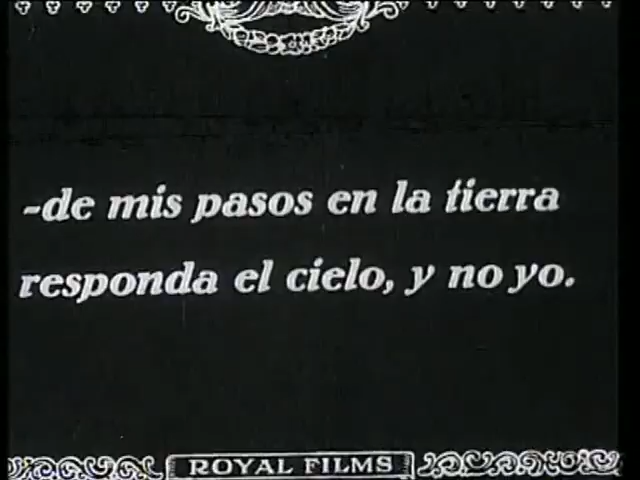 -de mis pasos en la tierra
responda el cielo, y no yo.
ROYAL FILMS